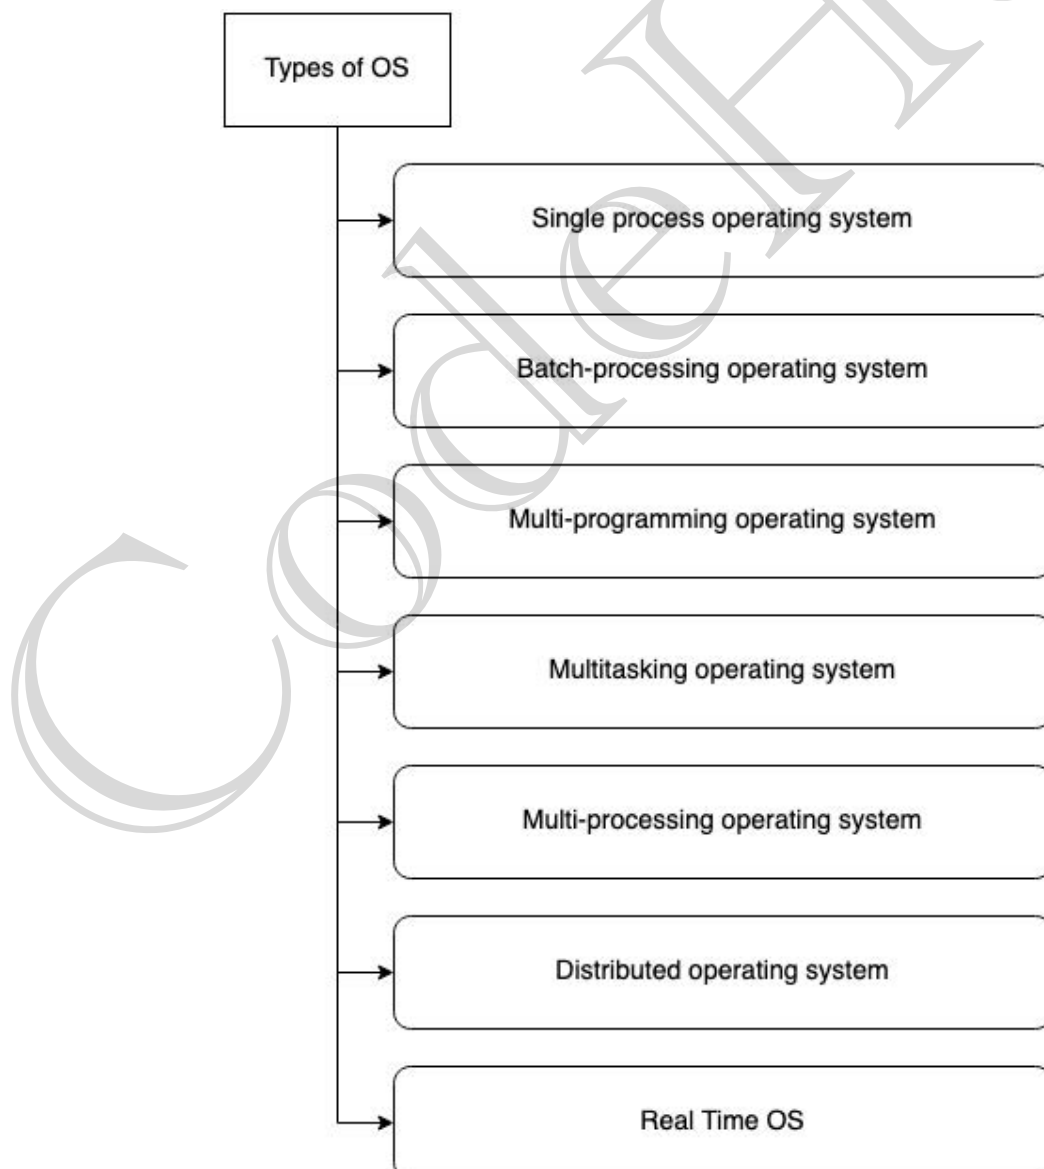 Types of OS
Single process operating system
Batch-processing operating system
Multi-programming operating system
Multitasking operating system
Multi-processing operating system
Distributed operating system
Real Time OS
CodeH